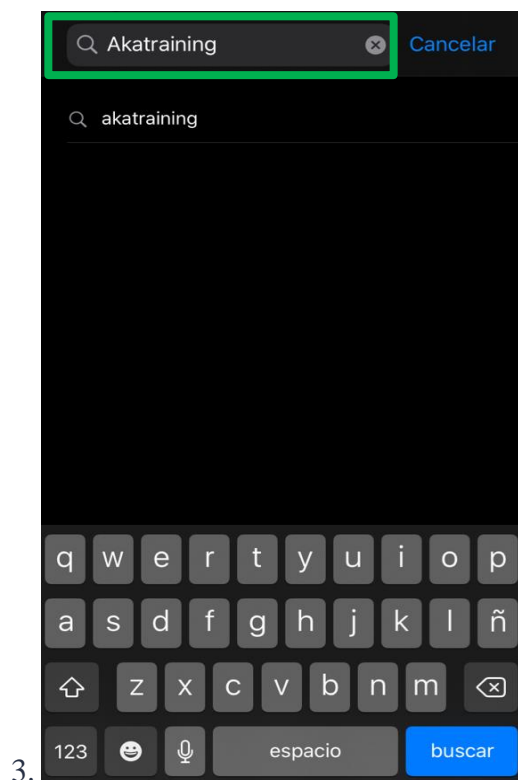 Akatraining Cancelar
akatraining
q w e r t y u i o p
a s d f g h j k l ñ
z x c v b n m
123 espacio buscar
3.